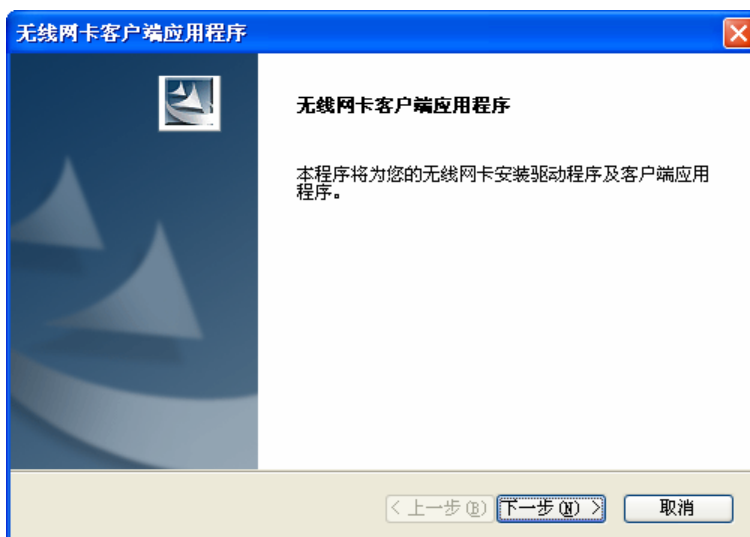 无线网卡客户端应用程序
无线网卡客户端应用程序
本程序将为您的无线网卡安装驱动程序及客户端应用
程序。
< 上一步(B) 下一步(N) > 取消